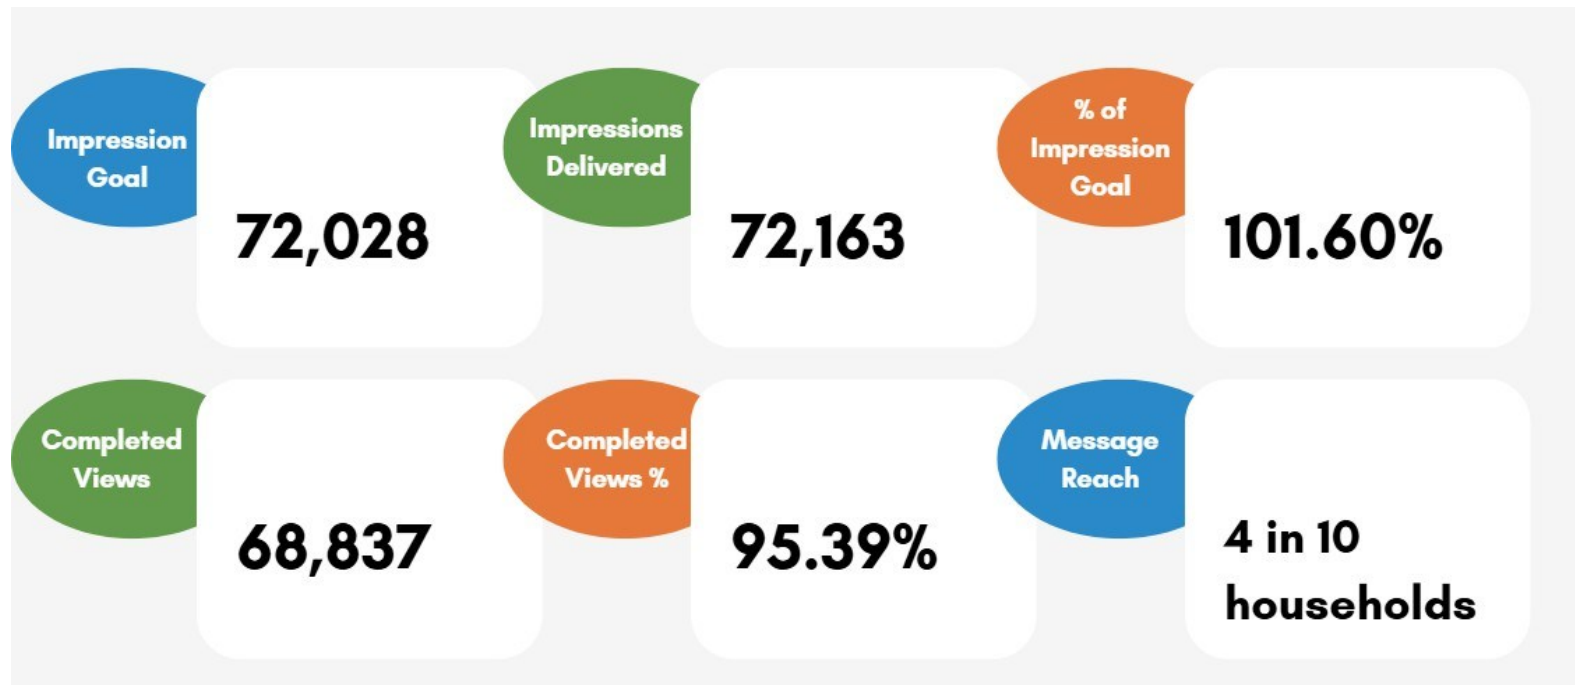 Impression
Goal
72,028
Impressions
Delivered
72,163
% of
Impression
Goal
101.60%
Completed
Views
68,837
Completed
Views %
95.39%
Message
Reach
4 in 10
households